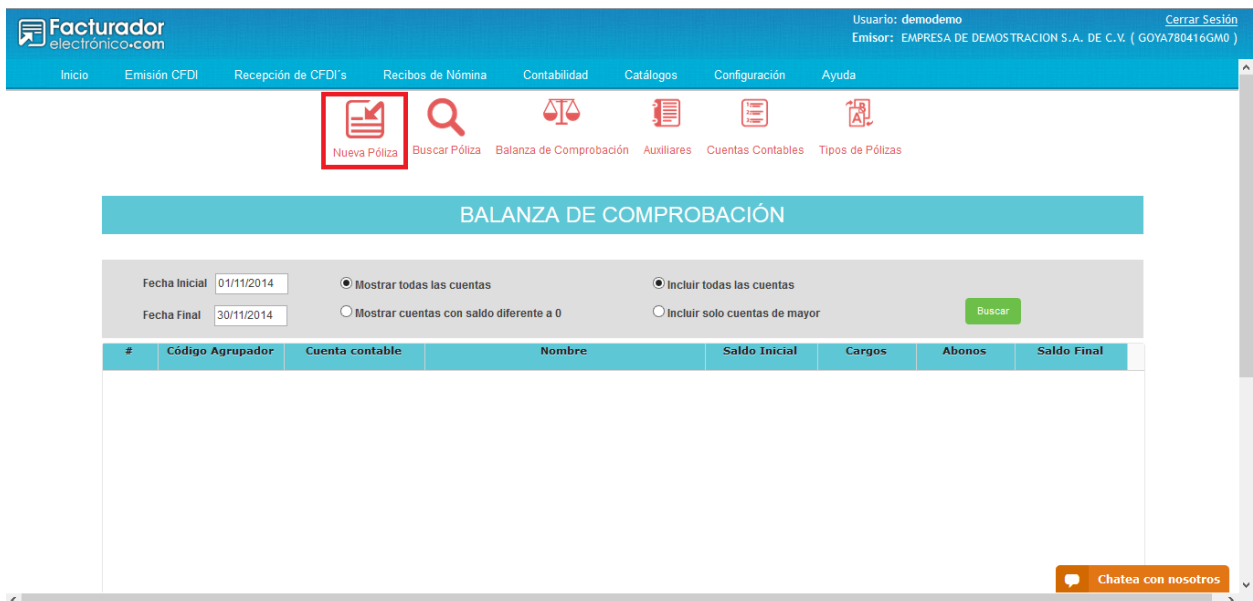 Facturador
electrónico.com
Usuario: demodemo Cerrar Sesión
Emisor: EMPRESA DE DEMOSTRACION S.A. DE C.V. ( GOYA780416GM0 )
Inicio Emisión CFDI Recepción de CFDI´s Recibos de Nómina Contabilidad Catálogos Configuración Ayuda
Nueva Póliza Buscar Póliza Balanza de Comprobación Auxiliares Cuentas Contables Tipos de Pólizas
BALANZA DE COMPROBACIÓN
Fecha Inicial 01/11/2014 Mostrar todas las cuentas Incluir todas las cuentas
Fecha Final 30/11/2014 Mostrar cuentas con saldo diferente a 0 Incluir solo cuentas de mayor Buscar
# Código Agrupador Cuenta contable Nombre Saldo Inicial Cargos Abonos Saldo Final
Chatea con nosotros